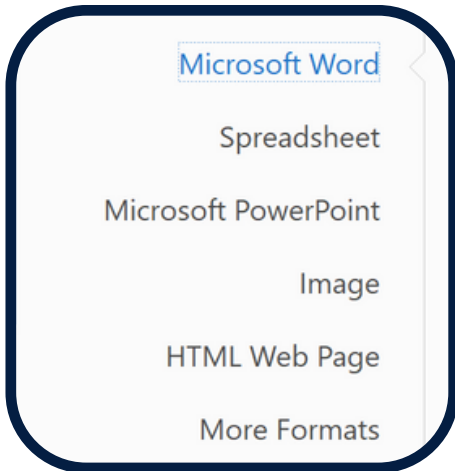 Microsoft Word
Spreadsheet
Microsoft PowerPoint
Image
HTML Web Page
More Formats